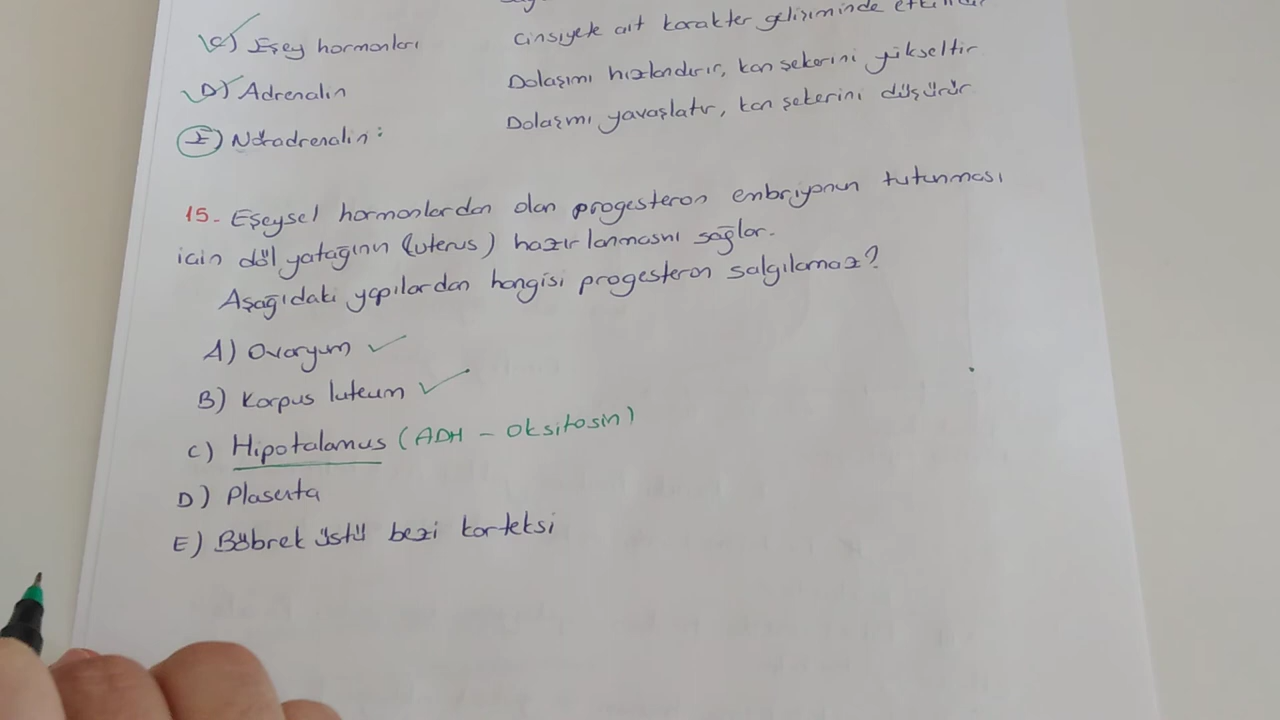 C) Eşey hormonları cinsiyete ait karakter gelişiminde
D) Adrenalin Dolaşımı hızlandırır, kan şekerini yükseltir
E) Noradrenalin: Dolaşımı yavaşlatır, kan şekerini düşürür
15- Eşeysel hormonlardan olan progesteron embriyonun tutunması
için döl yatağının (uterus) hazırlanmasını sağlar.
Aşağıdaki yapılardan hangisi progesteron salgılamaz?
A) Ovaryum
B) Korpus luteum
C) Hipotalamus (ADH - Oksitosin)
D) Plasenta
E) Böbrek üstü bezi korteksi